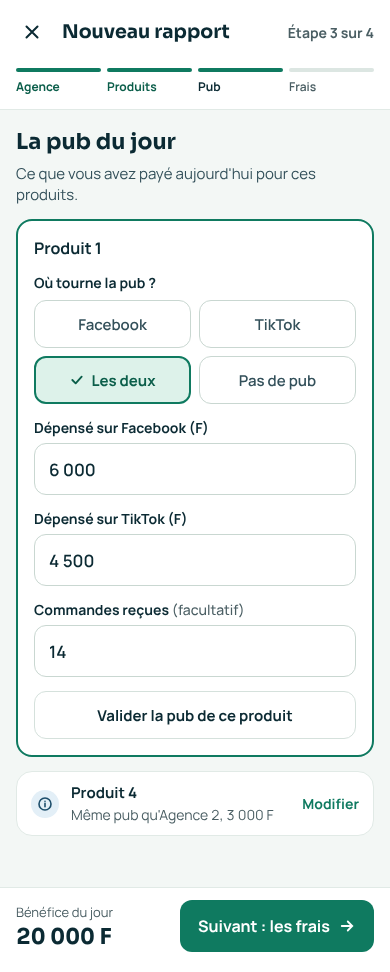 Nouveau rapport
Étape 3 sur 4
Agence
Produits
Pub
Frais
La pub du jour
Ce que vous avez payé aujourd'hui pour ces
produits.
Produit 1
Où tourne la pub ?
Facebook
TikTok
Les deux
Pas de pub
Dépensé sur Facebook (F)
6 000
Dépensé sur TikTok (F)
4 500
Commandes reçues (facultatif)
14
Valider la pub de ce produit
Produit 4
Même pub qu'Agence 2, 3 000 F
Modifier
Bénéfice du jour
20 000 F
Suivant : les frais